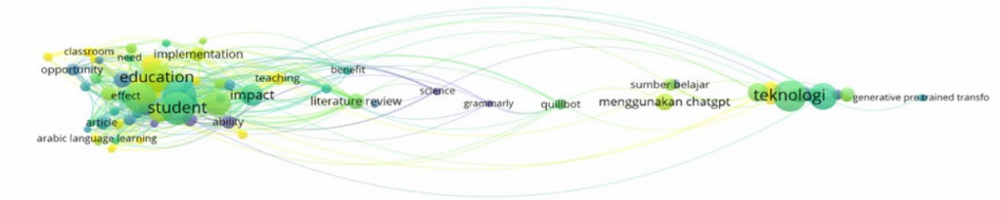 classroom
need
implementation
opportunity
education
teaching
benefit
effect
student
impact
literature review
science
grammarly
quillbot
sumber belajar
menggunakan chatgpt
teknologi
generative pre trained transfo
article
ability
arabic language learning